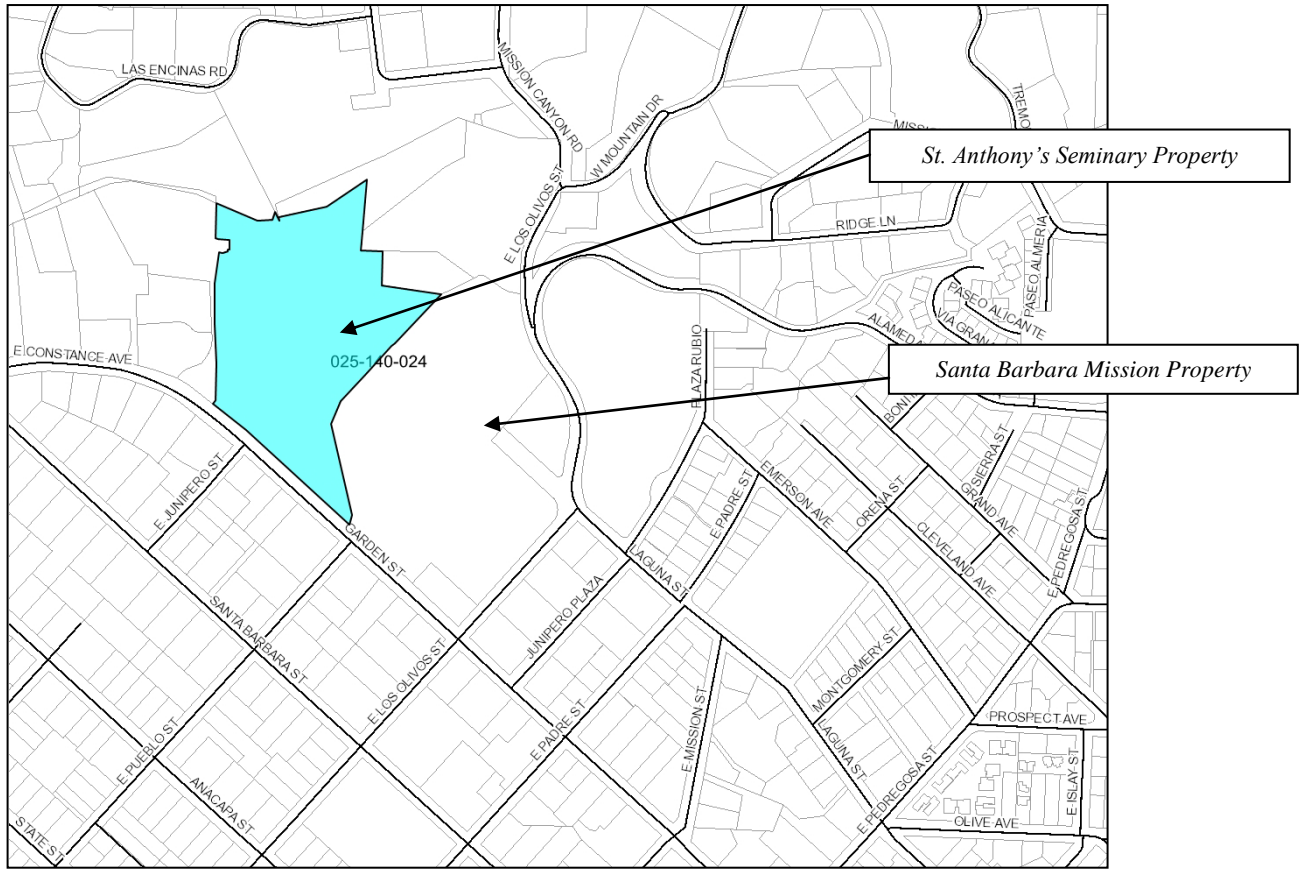 LAS ENCINAS RD
MISSION CANYON RD
W MOUNTAIN DR
TREMO
MISSI
St. Anthony’s Seminary Property
E LOS OLIVOS ST
RIDGE LN
PASEO ALMERIA
PASEO ALICANTE
VIA GRANA
ALAMEDA
E CONSTANCE AVE
025-140-024
PLAZA RUBIO
Santa Barbara Mission Property
BONIT
SIERRA ST
GRAND AVE
E JUNIPERO ST
EMERSON AVE
E PADRE ST
ORENA ST
CLEVELAND AVE
E PEDREGOSA ST
GARDEN ST
LAGUNA ST
SANTA BARBARA ST
JUNIPERO PLAZA
E LOS OLIVOS ST
MONTGOMERY ST
E PADRE ST
E MISSION ST
LAGUNA ST
PROSPECT AVE
E PUEBLO ST
ANACAPA ST
E PEDREGOSA ST
E ISLAY ST
OLIVE AVE
STATE ST